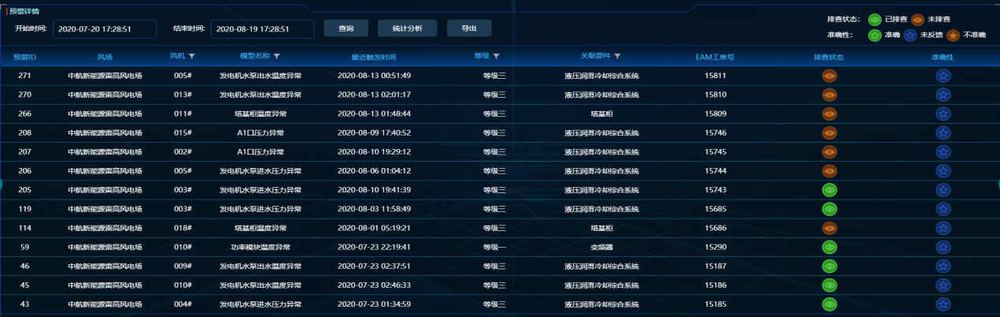 预警详情
开始时间: 2020-07-20 17:28:51 结束时间: 2020-08-19 17:28:51 查询 统计分析 导出
排查状态: 已排查 未排查
准确性: 准确 未反馈 不准确
预警ID 风场 风机 模型名称 最近触发时间 等级 关联部件 EAM工单号 排查状态 准确性
271 中航新能源雷高风电场 005# 发电机水泵出水温度异常 2020-08-13 00:51:49 等级三 液压润滑冷却综合系统 15811
270 中航新能源雷高风电场 013# 发电机水泵出水温度异常 2020-08-13 02:01:17 等级三 液压润滑冷却综合系统 15810
266 中航新能源雷高风电场 011# 塔基柜温度异常 2020-08-13 01:48:44 等级三 塔基柜 15809
208 中航新能源雷高风电场 015# A1口压力异常 2020-08-09 17:40:52 等级三 液压润滑冷却综合系统 15746
207 中航新能源雷高风电场 002# A1口压力异常 2020-08-10 19:29:12 等级三 液压润滑冷却综合系统 15745
206 中航新能源雷高风电场 005# 发电机水泵进水压力异常 2020-08-06 01:04:12 等级三 液压润滑冷却综合系统 15744
205 中航新能源雷高风电场 003# 发电机水泵进水压力异常 2020-08-10 19:41:39 等级三 液压润滑冷却综合系统 15743
119 中航新能源雷高风电场 003# 发电机水泵进水压力异常 2020-08-03 11:58:49 等级三 液压润滑冷却综合系统 15685
114 中航新能源雷高风电场 018# 塔基柜温度异常 2020-08-01 05:19:21 等级三 塔基柜 15686
59 中航新能源雷高风电场 010# 功率模块温度异常 2020-07-23 22:19:41 等级一 变频器 15290
46 中航新能源雷高风电场 009# 发电机水泵出水温度异常 2020-07-23 02:37:51 等级三 液压润滑冷却综合系统 15187
45 中航新能源雷高风电场 010# 发电机水泵出水温度异常 2020-07-23 02:46:33 等级三 液压润滑冷却综合系统 15186
43 中航新能源雷高风电场 004# 发电机水泵进水压力异常 2020-07-23 01:34:59 等级三 液压润滑冷却综合系统 15185